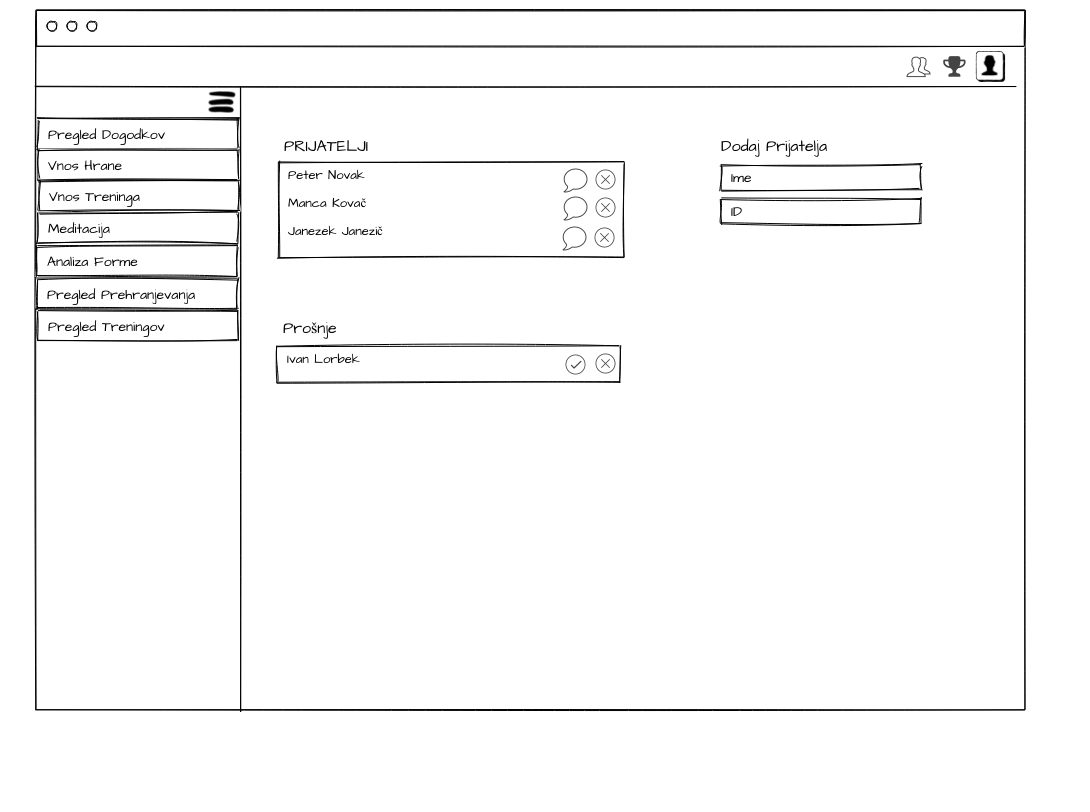 Pregled Dogodkov
Vnos Hrane
Vnos Treninga
Meditacija
Analiza Forme
Pregled Prehranjevanja
Pregled Treningov
PRIJATELJI
Peter Novak
Manca Kovač
Janezek Janezič
Prošnje
Ivan Lorbek
Dodaj Prijatelja
Ime
ID